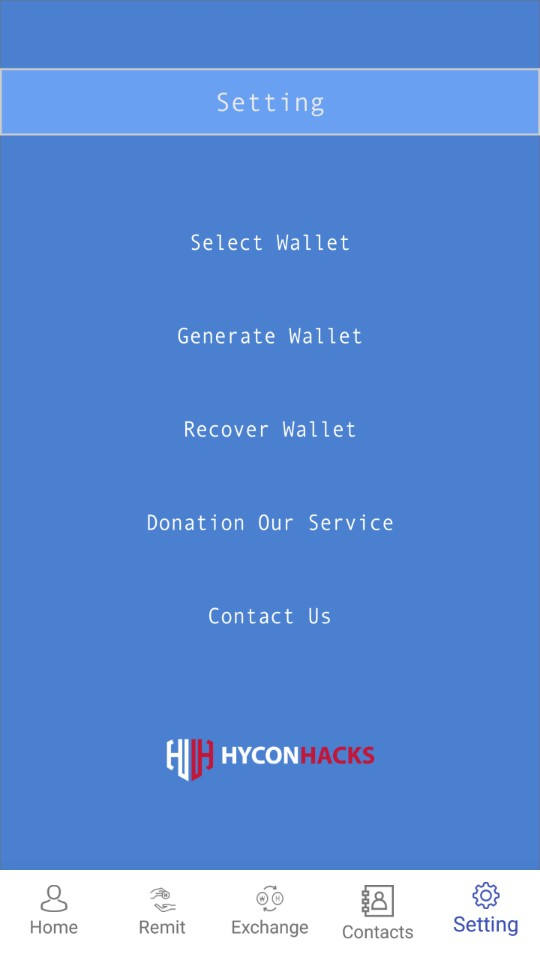 Setting
Select Wallet
Generate Wallet
Recover Wallet
Donation Our Service
Contact Us
HYCONHACKS
Home
Remit
Exchange
Contacts
Setting